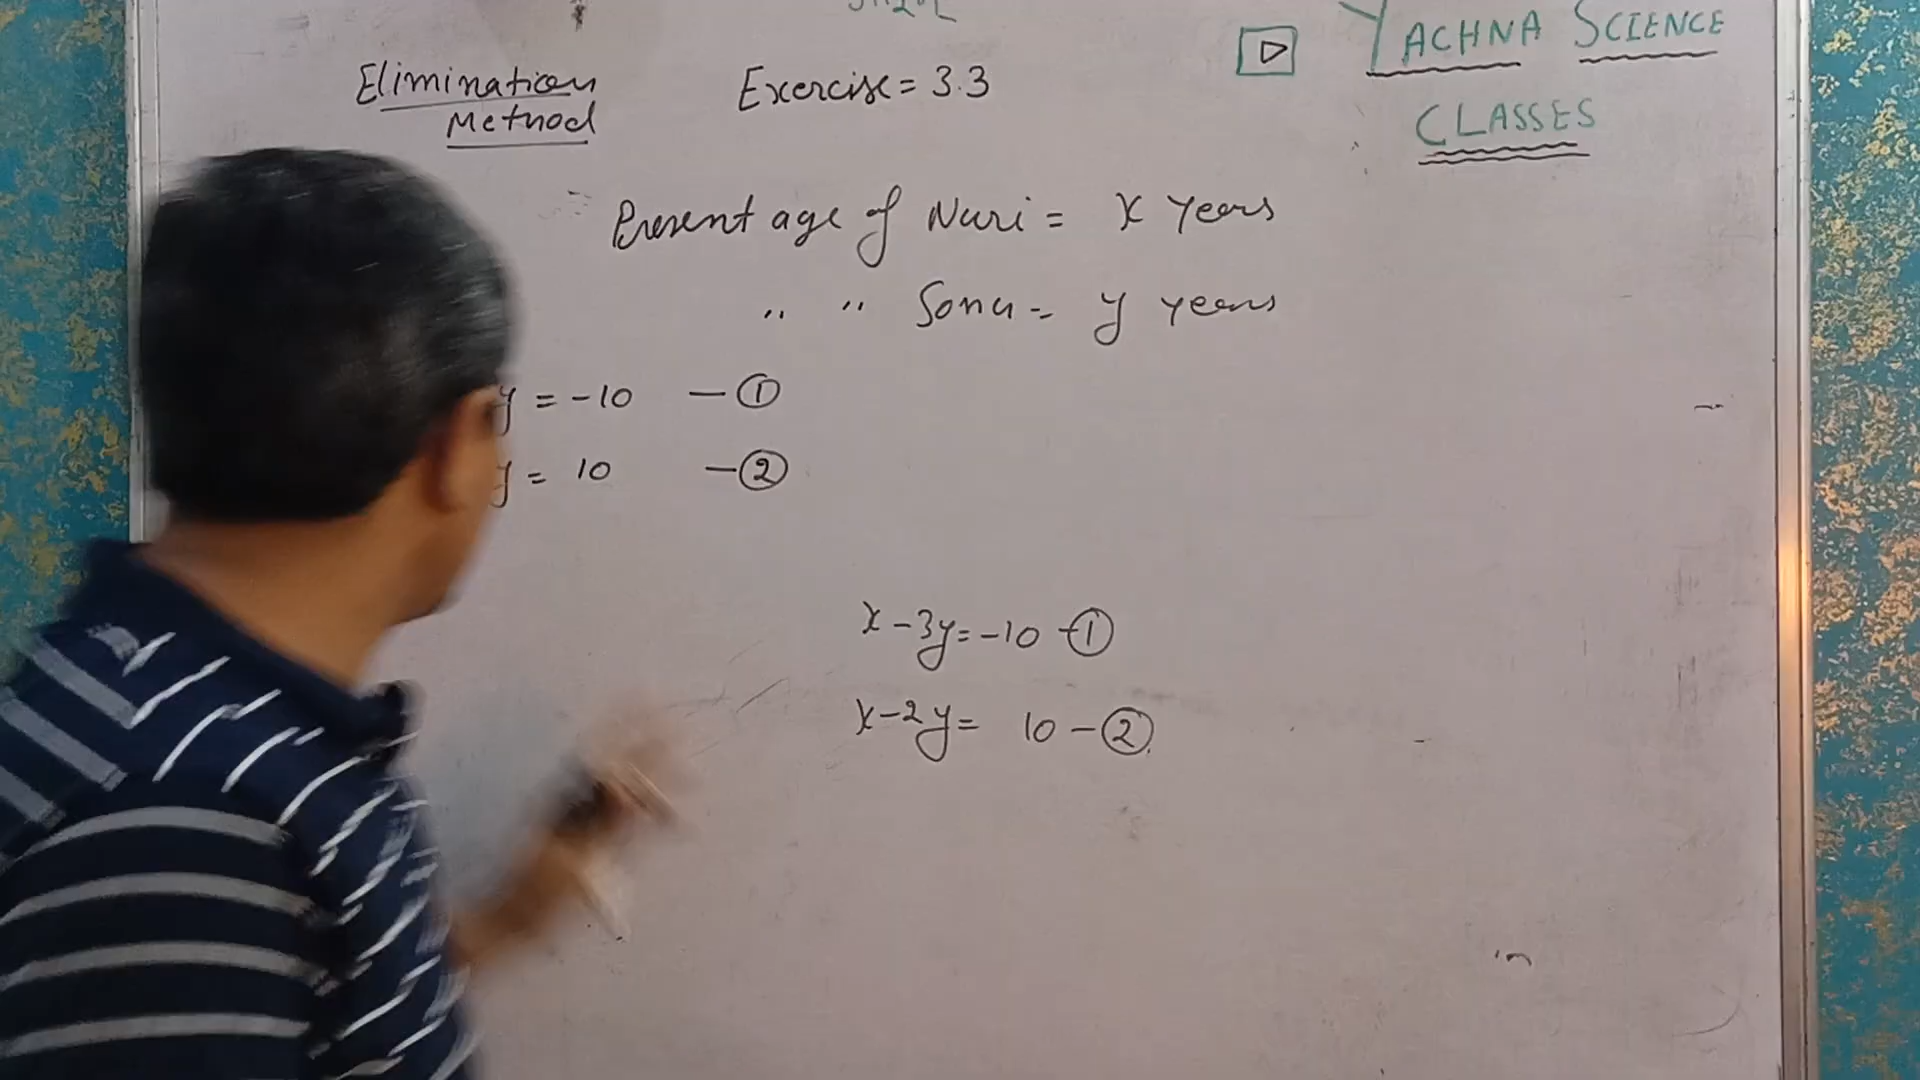 YACHNA SCIENCE
CLASSES
Elimination
Method
Exercise = 3.3
Present age of Nuri = x years
" " Sonu = y years
y = -10 — ①
y = 10 — ②
x - 3y = -10 — ①
x - 2y = 10 — ②